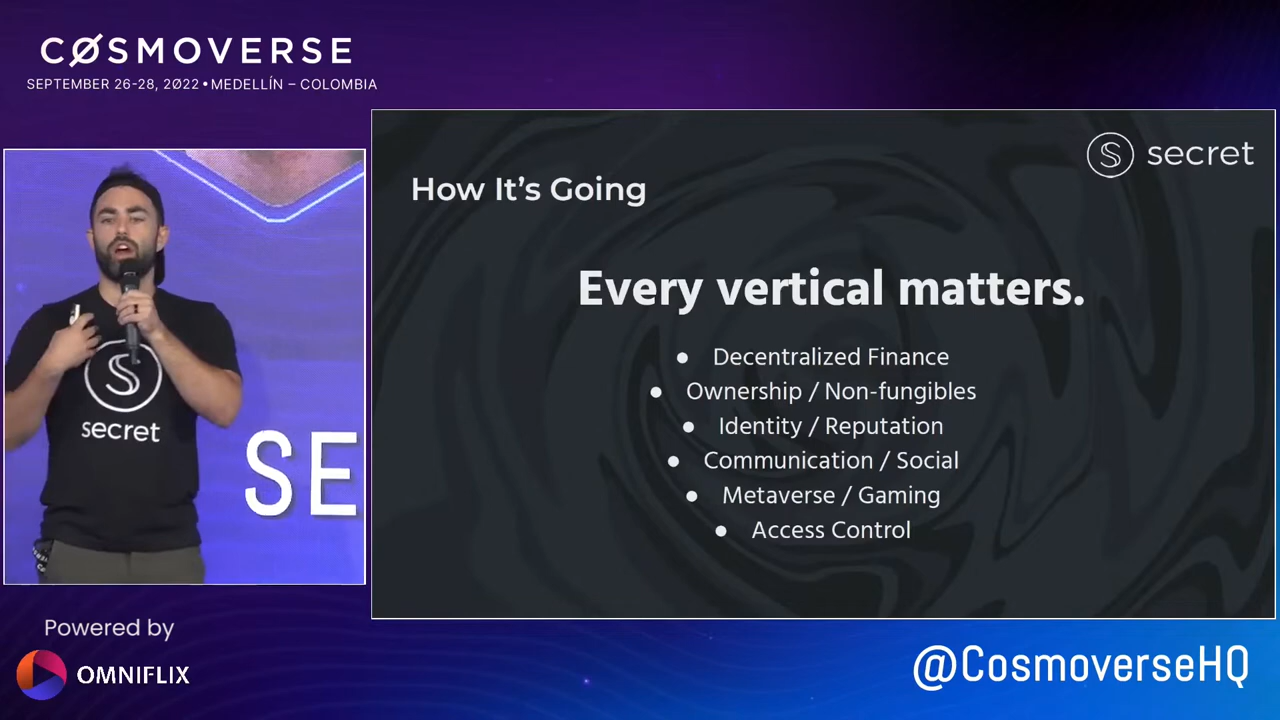 CØSMOVERSE
SEPTEMBER 26-28, 2Ø22 • MEDELLÍN – COLOMBIA
secret
How It's Going
Every vertical matters.
● Decentralized Finance
● Ownership / Non-fungibles
● Identity / Reputation
● Communication / Social
● Metaverse / Gaming
● Access Control
secret
SE
Powered by
OMNIFLIX
@CosmoverseHQ